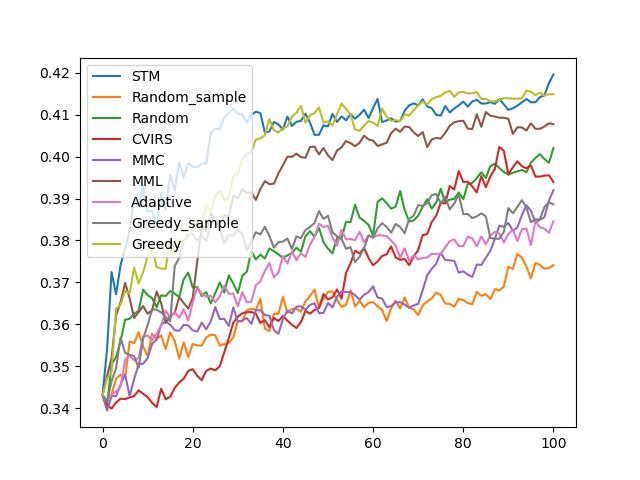 0.42
0.41
0.40
0.39
0.38
0.37
0.36
0.35
0.34
STM
Random_sample
Random
CVIRS
MMC
MML
Adaptive
Greedy_sample
Greedy
0
20
40
60
80
100